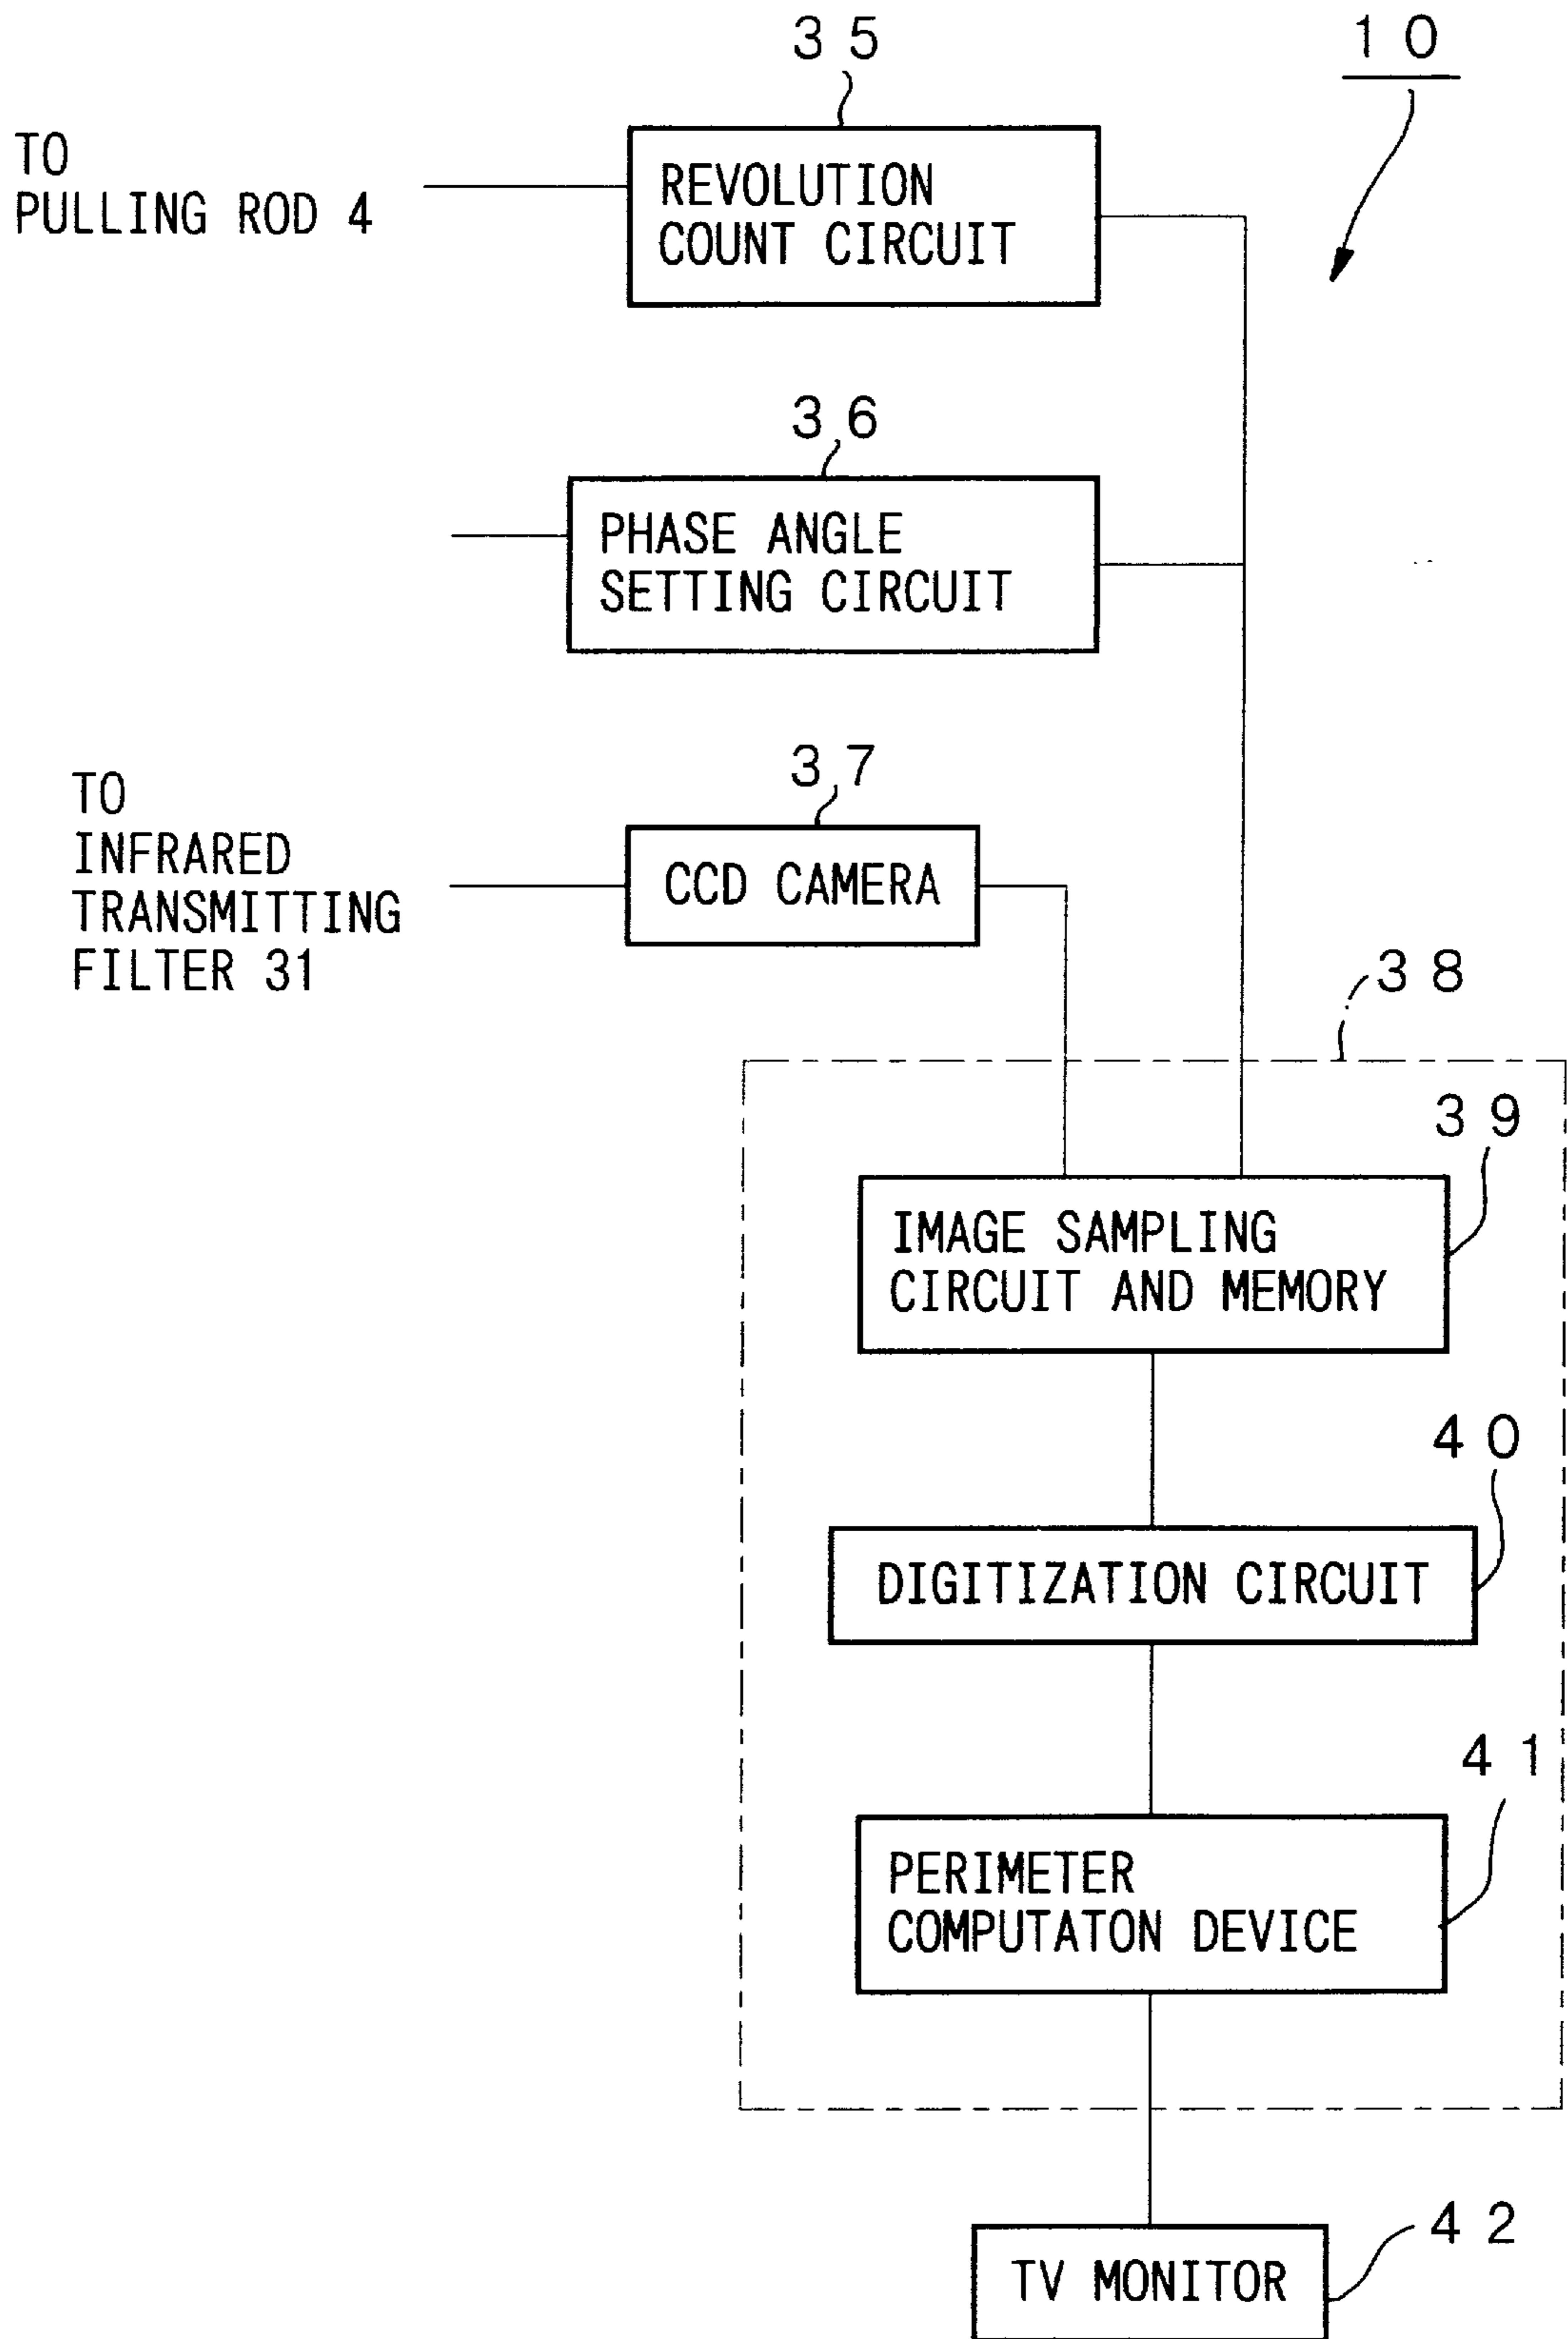 35
10
TO
PULLING ROD 4
REVOLUTION
COUNT CIRCUIT
36
PHASE ANGLE
SETTING CIRCUIT
37
TO
INFRARED
TRANSMITTING
FILTER 31
CCD CAMERA
38
39
IMAGE SAMPLING
CIRCUIT AND MEMORY
40
DIGITIZATION CIRCUIT
41
PERIMETER
COMPUTATON DEVICE
42
TV MONITOR